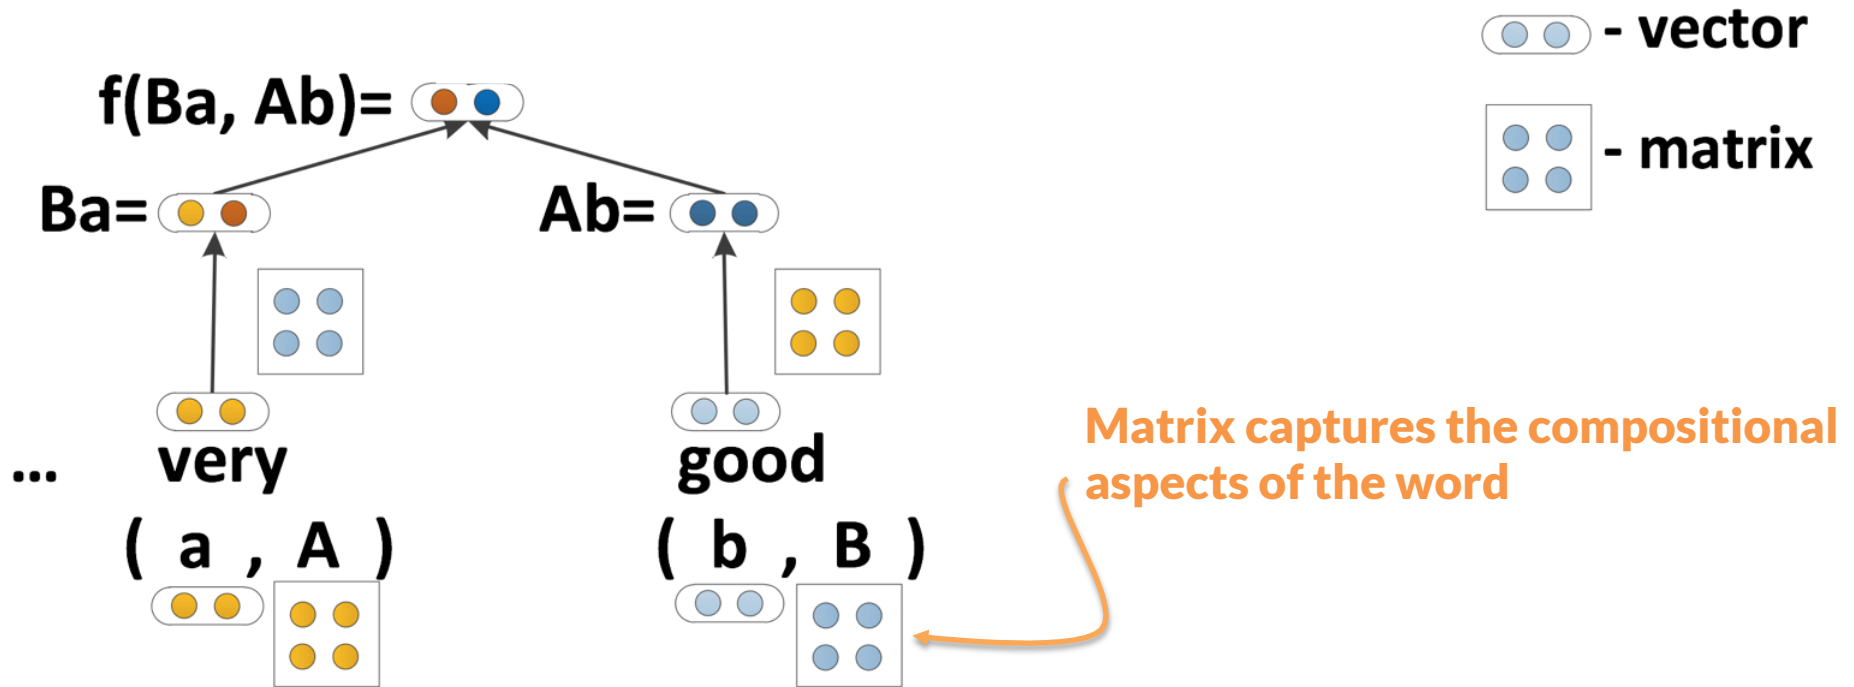 - vector
f(Ba, Ab)=
- matrix
Ba=
Ab=
Matrix captures the compositional
aspects of the word
... very good
( a , A ) ( b , B )